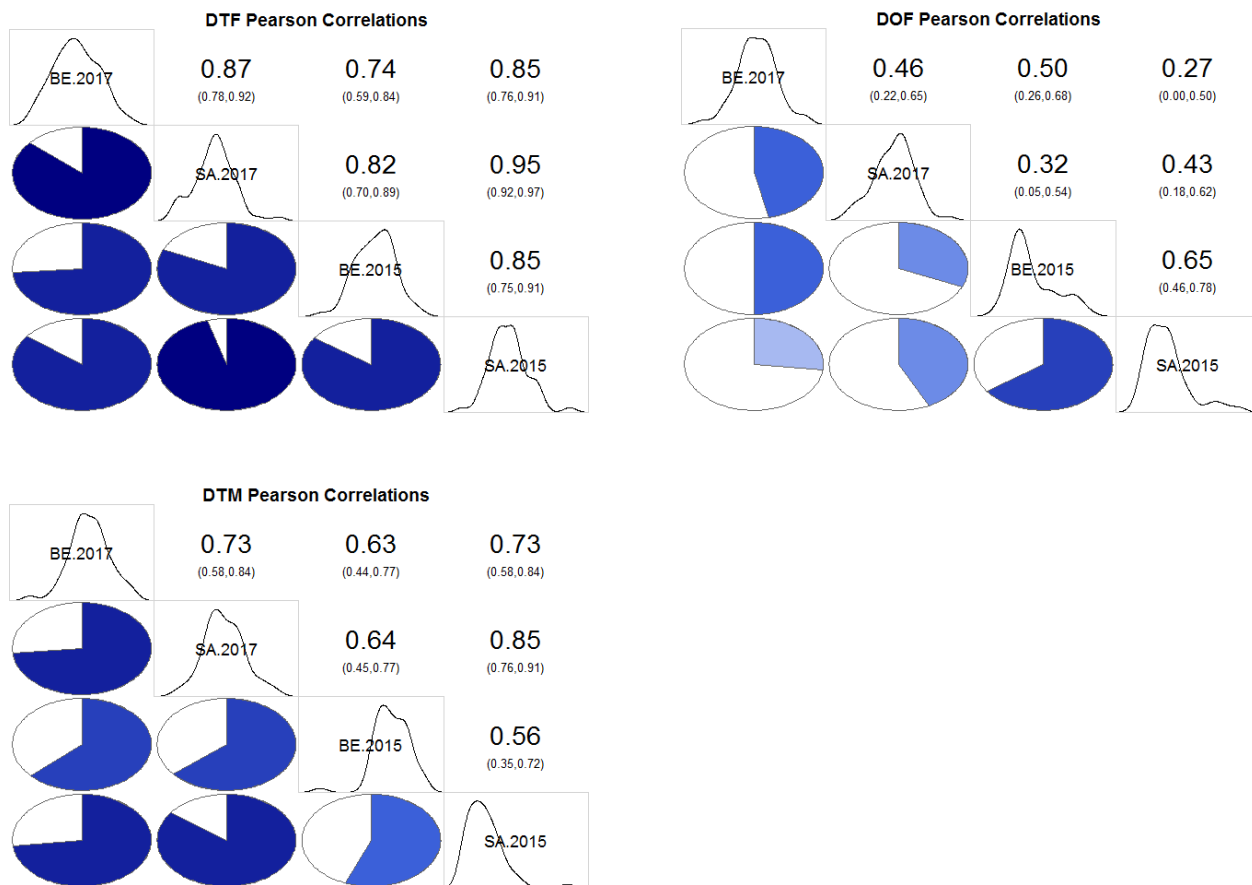 DTF Pearson Correlations
BE.2017
0.87
0.74
0.85
(0.78,0.92)
(0.59,0.84)
(0.76,0.91)
SA.2017
0.82
0.95
(0.70,0.89)
(0.92,0.97)
BE.2015
0.85
(0.75,0.91)
SA.2015
DOF Pearson Correlations
BE.2017
0.46
0.50
0.27
(0.22,0.65)
(0.26,0.68)
(0.00,0.50)
SA.2017
0.32
0.43
(0.05,0.54)
(0.18,0.62)
BE.2015
0.65
(0.46,0.78)
SA.2015
DTM Pearson Correlations
BE.2017
0.73
0.63
0.73
(0.58,0.84)
(0.44,0.77)
(0.58,0.84)
SA.2017
0.64
0.85
(0.45,0.77)
(0.76,0.91)
BE.2015
0.56
(0.35,0.72)
SA.2015